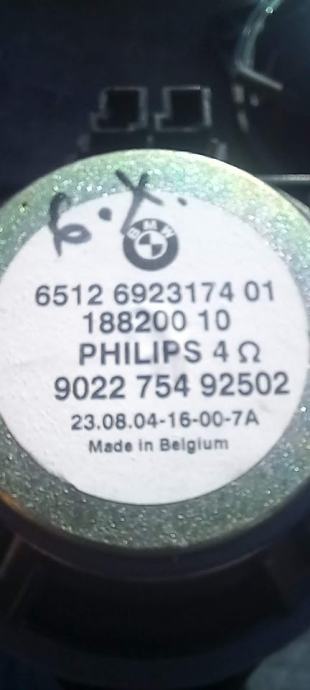 6.X.
BMW
6512 6923174 01
188200 10
PHILIPS 4 Ω
9022 754 92502
23.08.04-16-00-7A
Made in Belgium